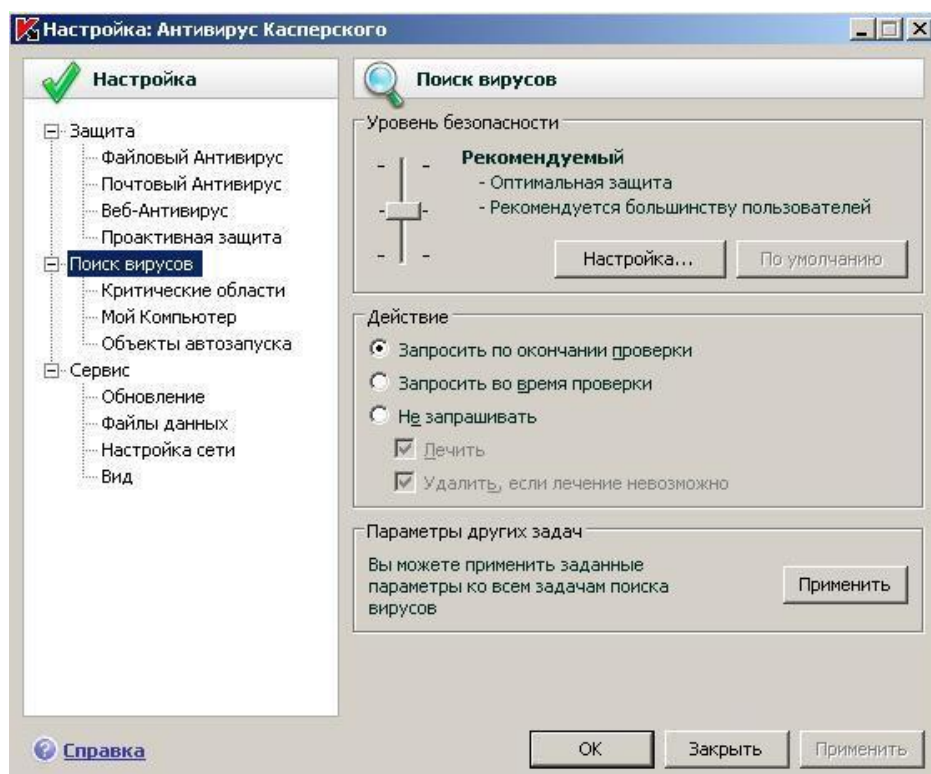 Настройка: Антивирус Касперского
Настройка
Защита
Файловый Антивирус
Почтовый Антивирус
Веб-Антивирус
Проактивная защита
Поиск вирусов
Критические области
Мой Компьютер
Объекты автозапуска
Сервис
Обновление
Файлы данных
Настройка сети
Вид
Поиск вирусов
Уровень безопасности
Рекомендуемый
- Оптимальная защита
- Рекомендуется большинству пользователей
Настройка...
По умолчанию
Действие
Запросить по окончании проверки
Запросить во время проверки
Не запрашивать
Лечить
Удалить, если лечение невозможно
Параметры других задач
Вы можете применить заданные
параметры ко всем задачам поиска
вирусов
Применить
Справка
OK
Закрыть
Применить